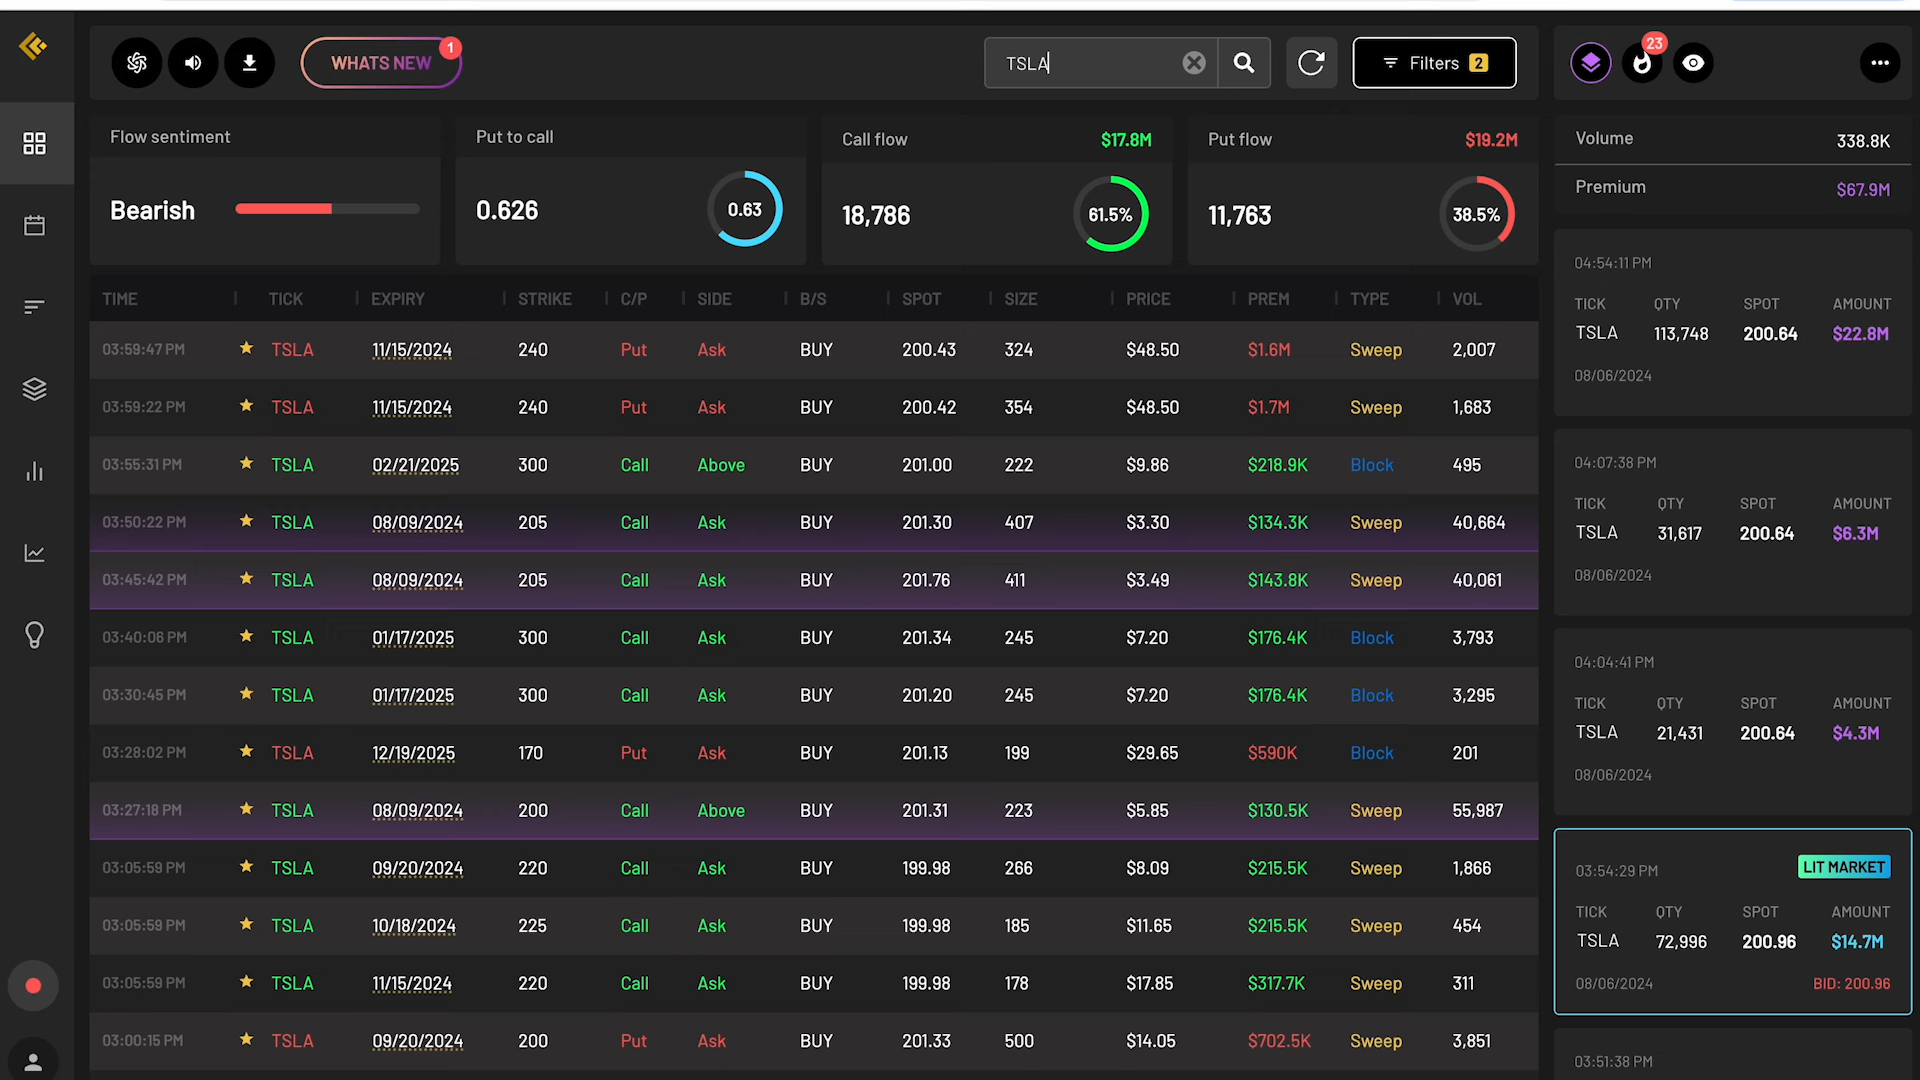 WHATS NEW 1
TSLA
Filters 2
23
Flow sentiment
Bearish
Put to call
0.626 0.63
Call flow $17.8M
18,786 61.5%
Put flow $19.2M
11,763 38.5%
TIME TICK EXPIRY STRIKE C/P SIDE B/S SPOT SIZE PRICE PREM TYPE VOL
03:59:47 PM TSLA 11/15/2024 240 Put Ask BUY 200.43 324 $48.50 $1.6M Sweep 2,007
03:59:22 PM TSLA 11/15/2024 240 Put Ask BUY 200.42 354 $48.50 $1.7M Sweep 1,683
03:55:31 PM TSLA 02/21/2025 300 Call Above BUY 201.00 222 $9.86 $218.9K Block 495
03:50:22 PM TSLA 08/09/2024 205 Call Ask BUY 201.30 407 $3.30 $134.3K Sweep 40,664
03:45:42 PM TSLA 08/09/2024 205 Call Ask BUY 201.76 411 $3.49 $143.8K Sweep 40,061
03:40:06 PM TSLA 01/17/2025 300 Call Ask BUY 201.34 245 $7.20 $176.4K Block 3,793
03:30:45 PM TSLA 01/17/2025 300 Call Ask BUY 201.20 245 $7.20 $176.4K Block 3,295
03:28:02 PM TSLA 12/19/2025 170 Put Ask BUY 201.13 199 $29.65 $590K Block 201
03:27:18 PM TSLA 08/09/2024 200 Call Above BUY 201.31 223 $5.85 $130.5K Sweep 55,987
03:05:59 PM TSLA 09/20/2024 220 Call Ask BUY 199.98 266 $8.09 $215.5K Sweep 1,866
03:05:59 PM TSLA 10/18/2024 225 Call Ask BUY 199.98 185 $11.65 $215.5K Sweep 454
03:05:59 PM TSLA 11/15/2024 220 Call Ask BUY 199.98 178 $17.85 $317.7K Sweep 311
03:00:15 PM TSLA 09/20/2024 200 Put Ask BUY 201.33 500 $14.05 $702.5K Sweep 3,851
Volume 338.8K
Premium $67.9M
04:54:11 PM
TICK QTY SPOT AMOUNT
TSLA 113,748 200.64 $22.8M
08/06/2024
04:07:38 PM
TICK QTY SPOT AMOUNT
TSLA 31,617 200.64 $6.3M
08/06/2024
04:04:41 PM
TICK QTY SPOT AMOUNT
TSLA 21,431 200.64 $4.3M
08/06/2024
03:54:29 PM LIT MARKET
TICK QTY SPOT AMOUNT
TSLA 72,996 200.96 $14.7M
08/06/2024 BID: 200.96
03:51:38 PM